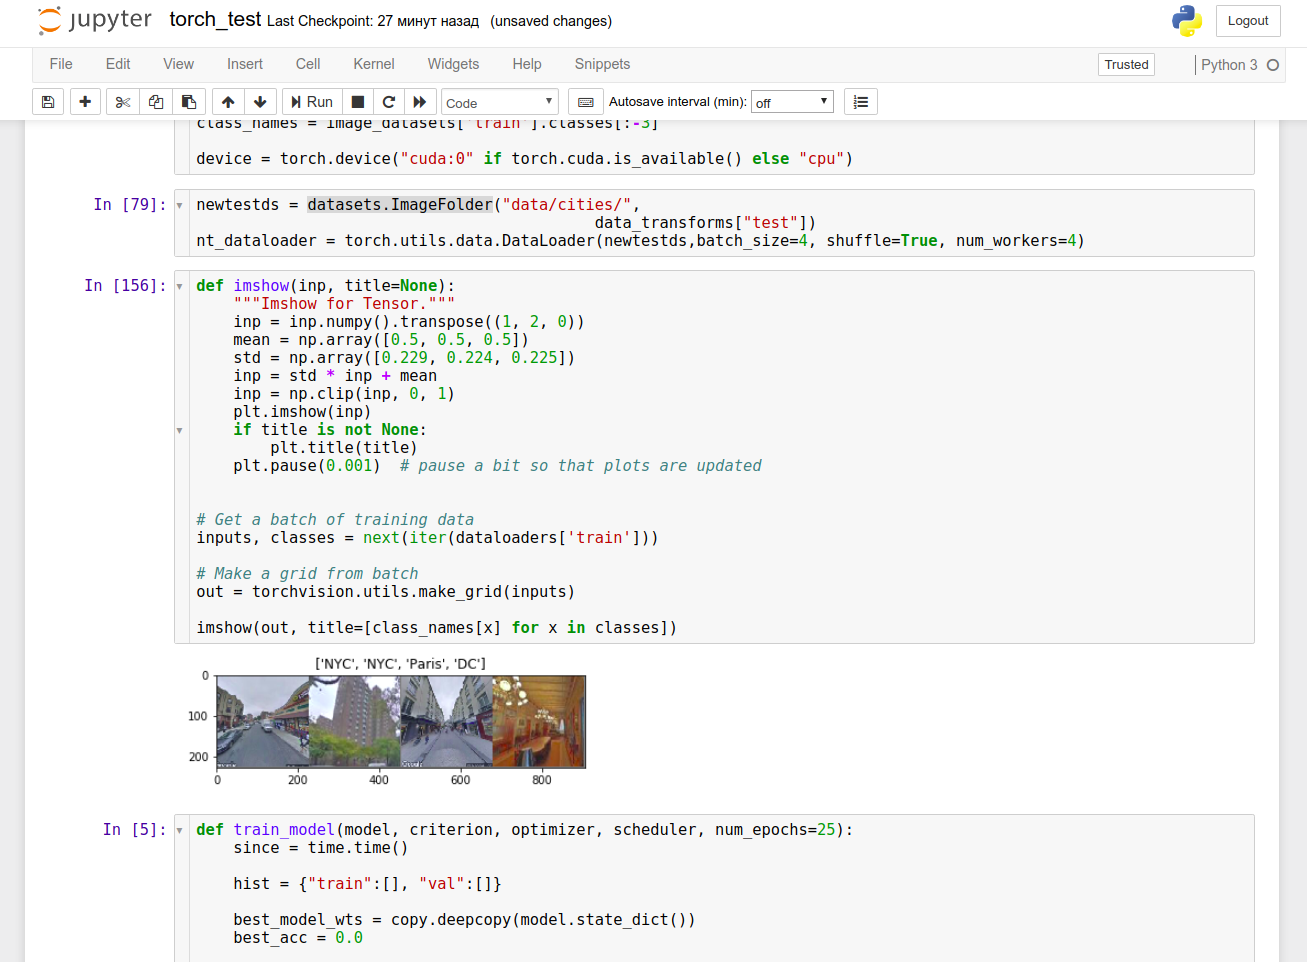 jupyter torch_test Last Checkpoint: 27 минут назад (unsaved changes) Logout
File Edit View Insert Cell Kernel Widgets Help Snippets Trusted Python 3
Run Code Autosave interval (min): off
class_names = image_datasets['train'].classes[:-3]
device = torch.device("cuda:0" if torch.cuda.is_available() else "cpu")
In [79]: newtestds = datasets.ImageFolder("data/cities/",
data_transforms["test"])
nt_dataloader = torch.utils.data.DataLoader(newtestds,batch_size=4, shuffle=True, num_workers=4)
In [156]: def imshow(inp, title=None):
"""Imshow for Tensor."""
inp = inp.numpy().transpose((1, 2, 0))
mean = np.array([0.5, 0.5, 0.5])
std = np.array([0.229, 0.224, 0.225])
inp = std * inp + mean
inp = np.clip(inp, 0, 1)
plt.imshow(inp)
if title is not None:
plt.title(title)
plt.pause(0.001)  # pause a bit so that plots are updated
# Get a batch of training data
inputs, classes = next(iter(dataloaders['train']))
# Make a grid from batch
out = torchvision.utils.make_grid(inputs)
imshow(out, title=[class_names[x] for x in classes])
['NYC', 'NYC', 'Paris', 'DC']
0
100
200
0 200 400 600 800
In [5]: def train_model(model, criterion, optimizer, scheduler, num_epochs=25):
since = time.time()
hist = {"train":[], "val":[]}
best_model_wts = copy.deepcopy(model.state_dict())
best_acc = 0.0